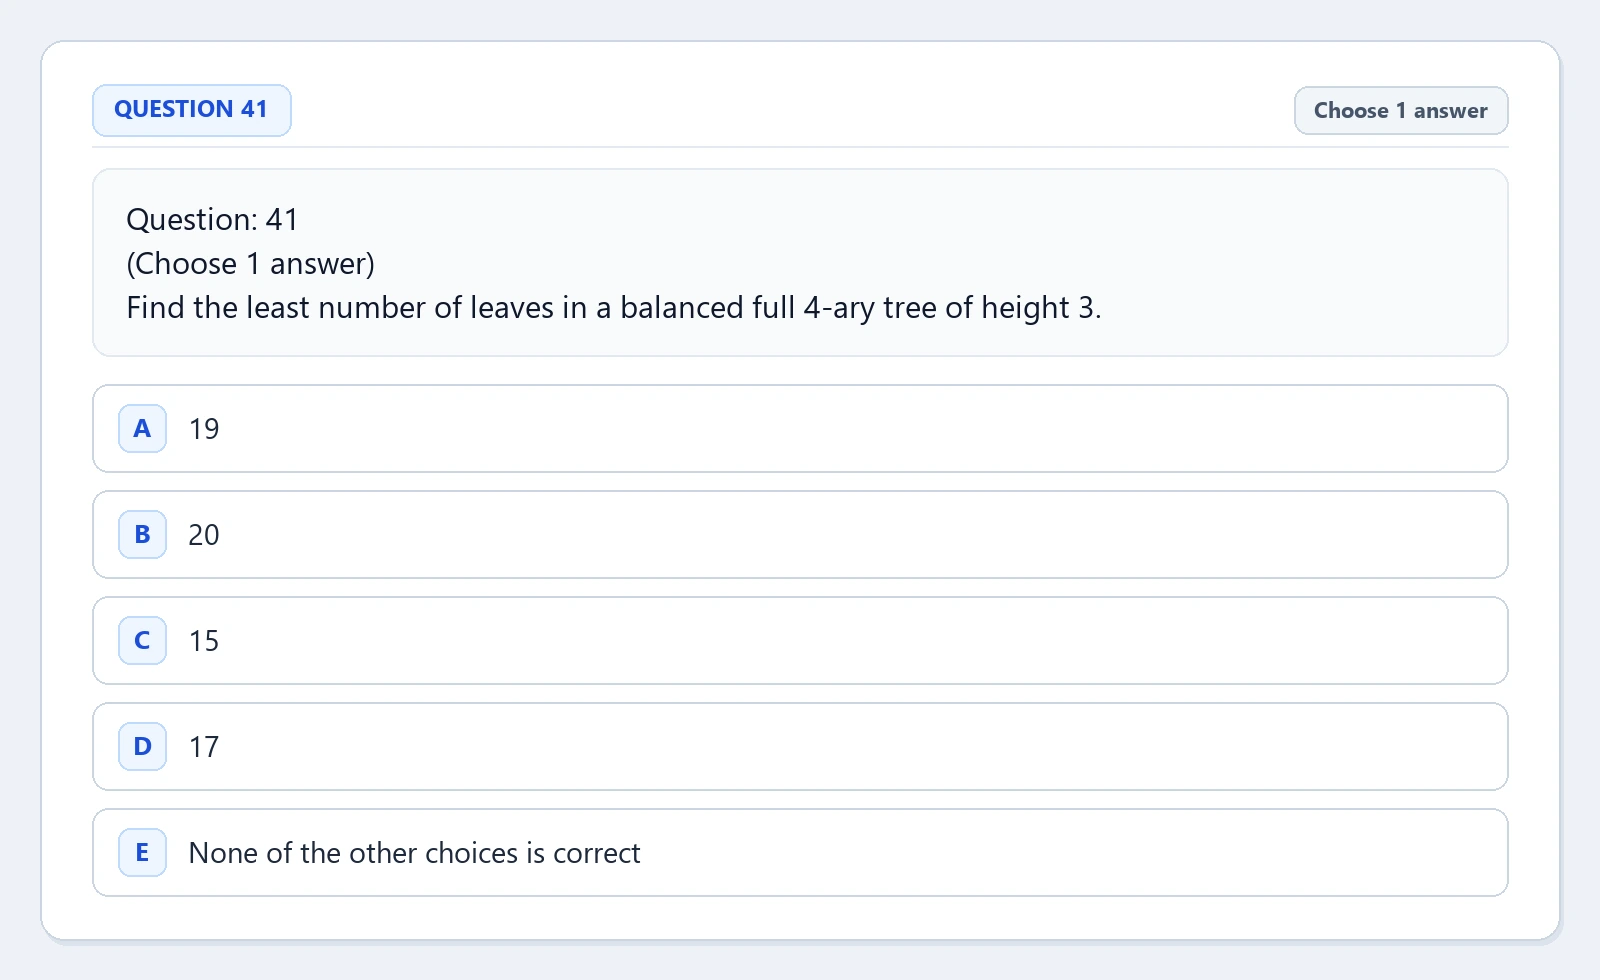 QUESTION 41
Choose 1 answer
Question: 41
(Choose 1 answer)
Find the least number of leaves in a balanced full 4-ary tree of height 3.
A 19
B 20
C 15
D 17
E None of the other choices is correct